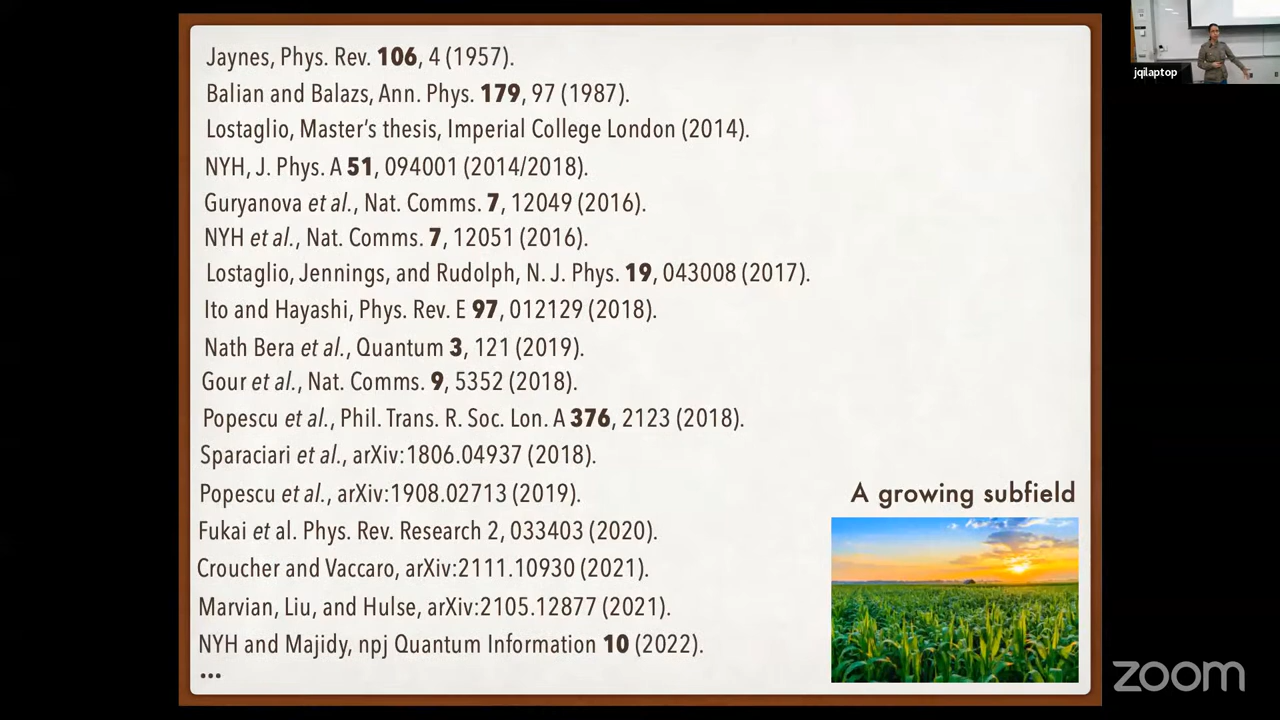 Jaynes, Phys. Rev. 106, 4 (1957).
Balian and Balazs, Ann. Phys. 179, 97 (1987).
Lostaglio, Master's thesis, Imperial College London (2014).
NYH, J. Phys. A 51, 094001 (2014/2018).
Guryanova et al., Nat. Comms. 7, 12049 (2016).
NYH et al., Nat. Comms. 7, 12051 (2016).
Lostaglio, Jennings, and Rudolph, N. J. Phys. 19, 043008 (2017).
Ito and Hayashi, Phys. Rev. E 97, 012129 (2018).
Nath Bera et al., Quantum 3, 121 (2019).
Gour et al., Nat. Comms. 9, 5352 (2018).
Popescu et al., Phil. Trans. R. Soc. Lon. A 376, 2123 (2018).
Sparaciari et al., arXiv:1806.04937 (2018).
Popescu et al., arXiv:1908.02713 (2019).
Fukai et al. Phys. Rev. Research 2, 033403 (2020).
Croucher and Vaccaro, arXiv:2111.10930 (2021).
Marvian, Liu, and Hulse, arXiv:2105.12877 (2021).
NYH and Majidy, npj Quantum Information 10 (2022).
...
A growing subfield
jqilaptop
zoom